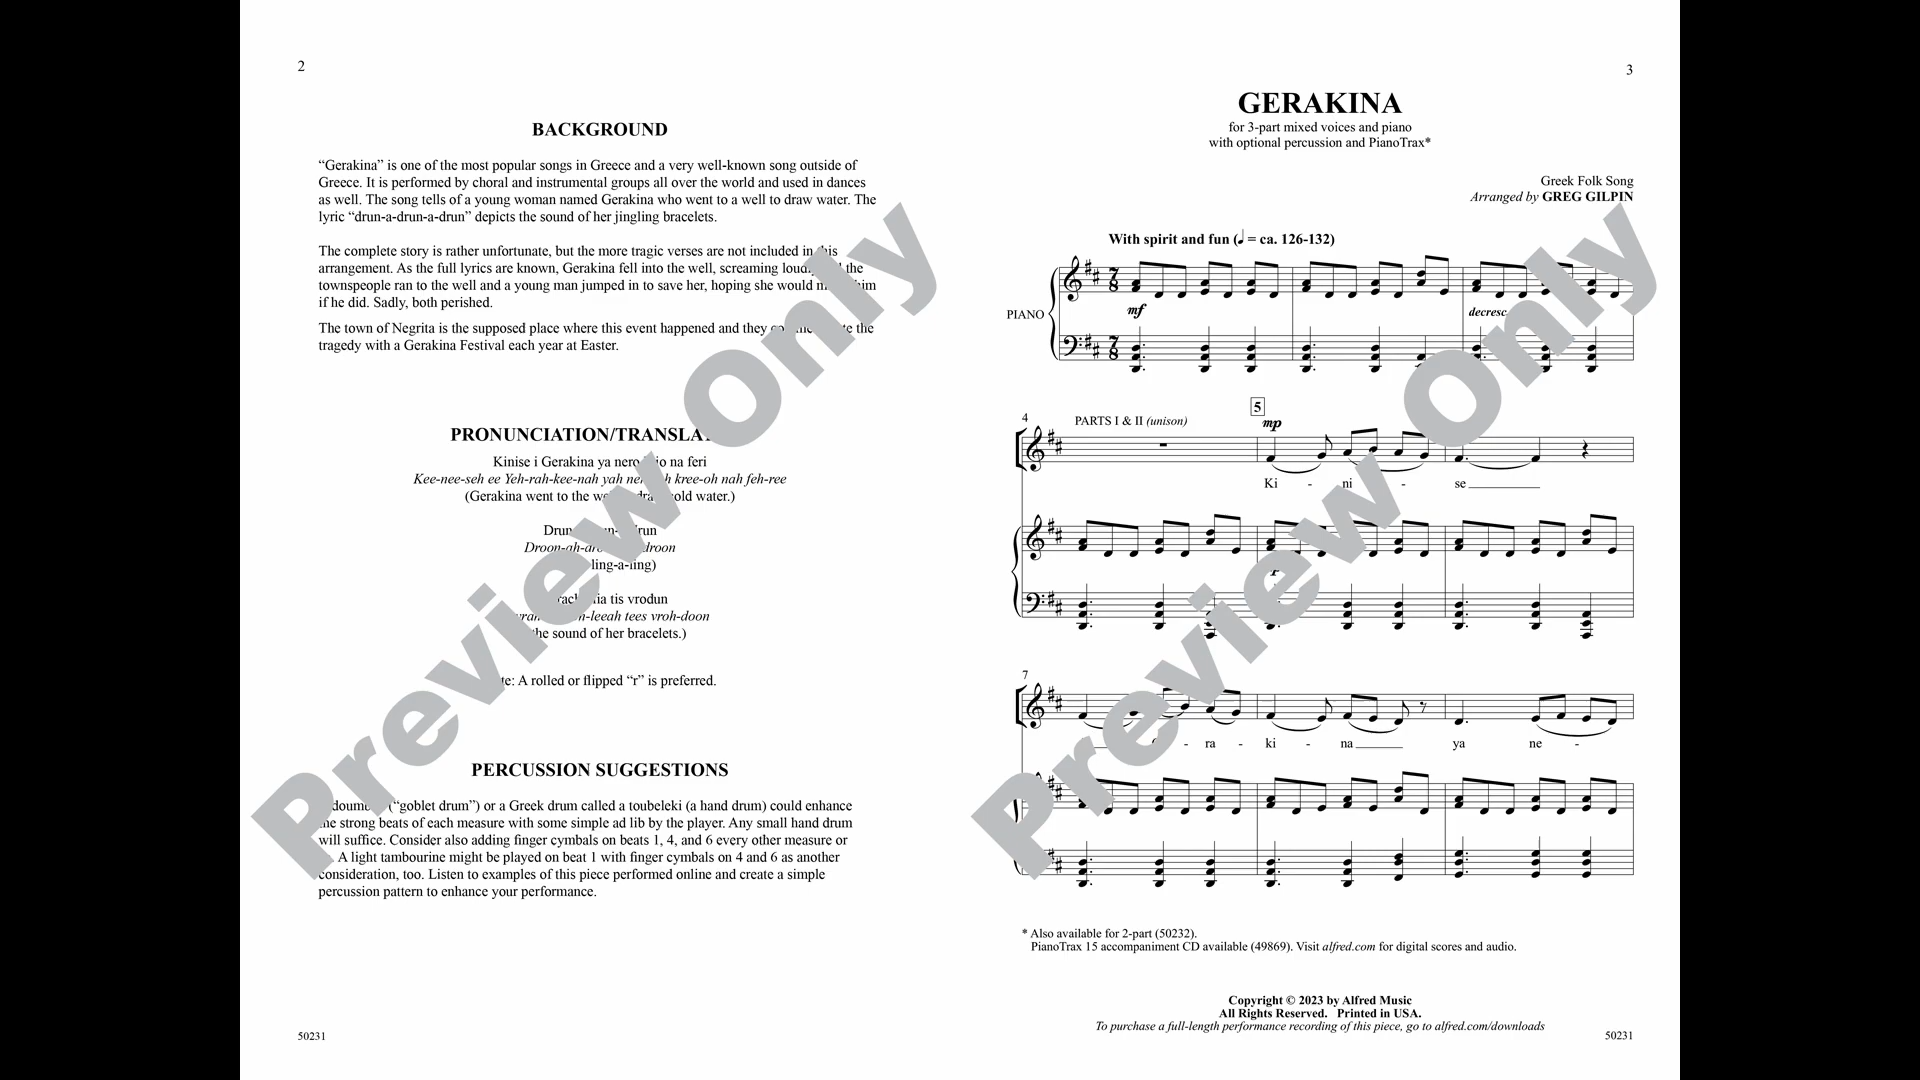 2
BACKGROUND
“Gerakina” is one of the most popular songs in Greece and a very well-known song outside of
Greece. It is performed by choral and instrumental groups all over the world and used in dances
as well. The song tells of a young woman named Gerakina who went to a well to draw water. The
lyric “drun-a-drun-a-drun” depicts the sound of her jingling bracelets.
The complete story is rather unfortunate, but the more tragic verses are not included in this
arrangement. As the full lyrics are known, Gerakina fell into the well, screaming loudly the
townspeople ran to the well and a young man jumped in to save her, hoping she would him
if he did. Sadly, both perished.
The town of Negrita is the supposed place where this event happened and they the
tragedy with a Gerakina Festival each year at Easter.
PRONUNCIATION/TRANSLATION
Kinise i Gerakina ya nero na feri
Kee-nee-seh ee Yeh-rah-kee-nah yah kree-oh nah feh-ree
(Gerakina went to the cold water.)
(the sound of her bracelets.)
tis vrodun
tees vroh-doon
A rolled or flipped “r” is preferred.
PERCUSSION SUGGESTIONS
(“goblet drum”) or a Greek drum called a toubeleki (a hand drum) could enhance
the strong beats of each measure with some simple ad lib by the player. Any small hand drum
will suffice. Consider also adding finger cymbals on beats 1, 4, and 6 every other measure or
A light tambourine might be played on beat 1 with finger cymbals on 4 and 6 as another
consideration, too. Listen to examples of this piece performed online and create a simple
percussion pattern to enhance your performance.
50231
3
GERAKINA
for 3-part mixed voices and piano
with optional percussion and PianoTrax*
Greek Folk Song
Arranged by GREG GILPIN
With spirit and fun (♩ = ca. 126-132)
PIANO
mf
decresc.
4
PARTS I & II (unison)
5
mp
Ki - ni - se
7
ra - ki - na ya ne -
* Also available for 2-part (50232).
PianoTrax 15 accompaniment CD available (49869). Visit alfred.com for digital scores and audio.
Copyright © 2023 by Alfred Music
All Rights Reserved. Printed in USA.
To purchase a full-length performance recording of this piece, go to alfred.com/downloads
50231
Preview Only
Preview Only